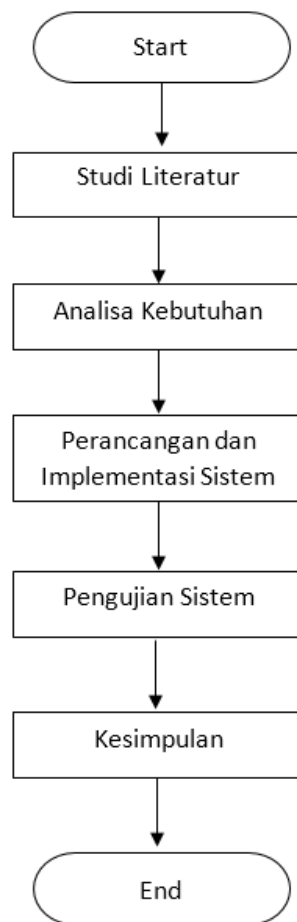 Start
Studi Literatur
Analisa Kebutuhan
Perancangan dan
Implementasi Sistem
Pengujian Sistem
Kesimpulan
End